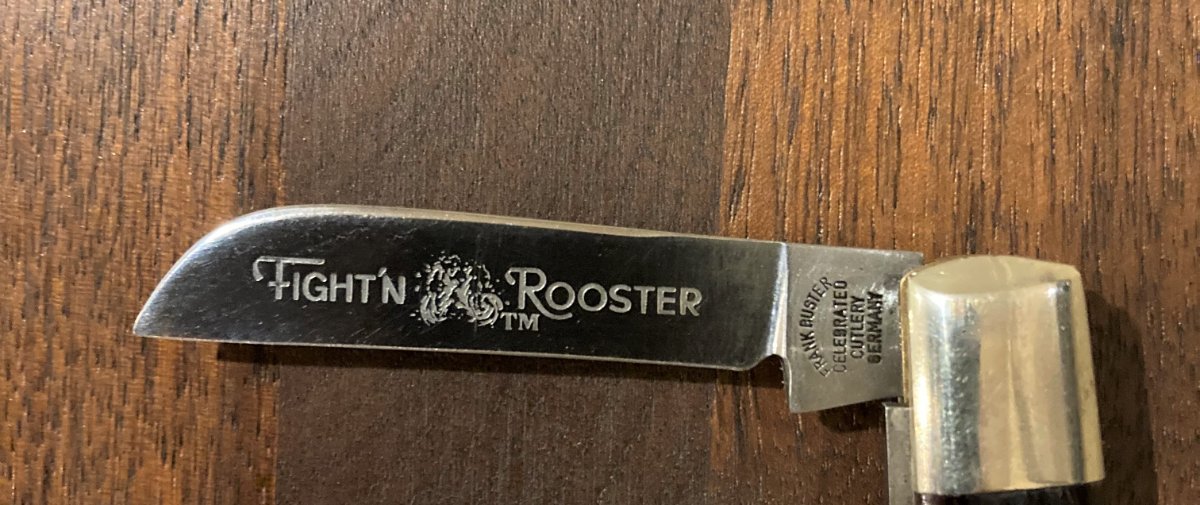 FIGHT'N ROOSTER
TM
FRANK BUSTER
CELEBRATED
CUTLERY
GERMANY